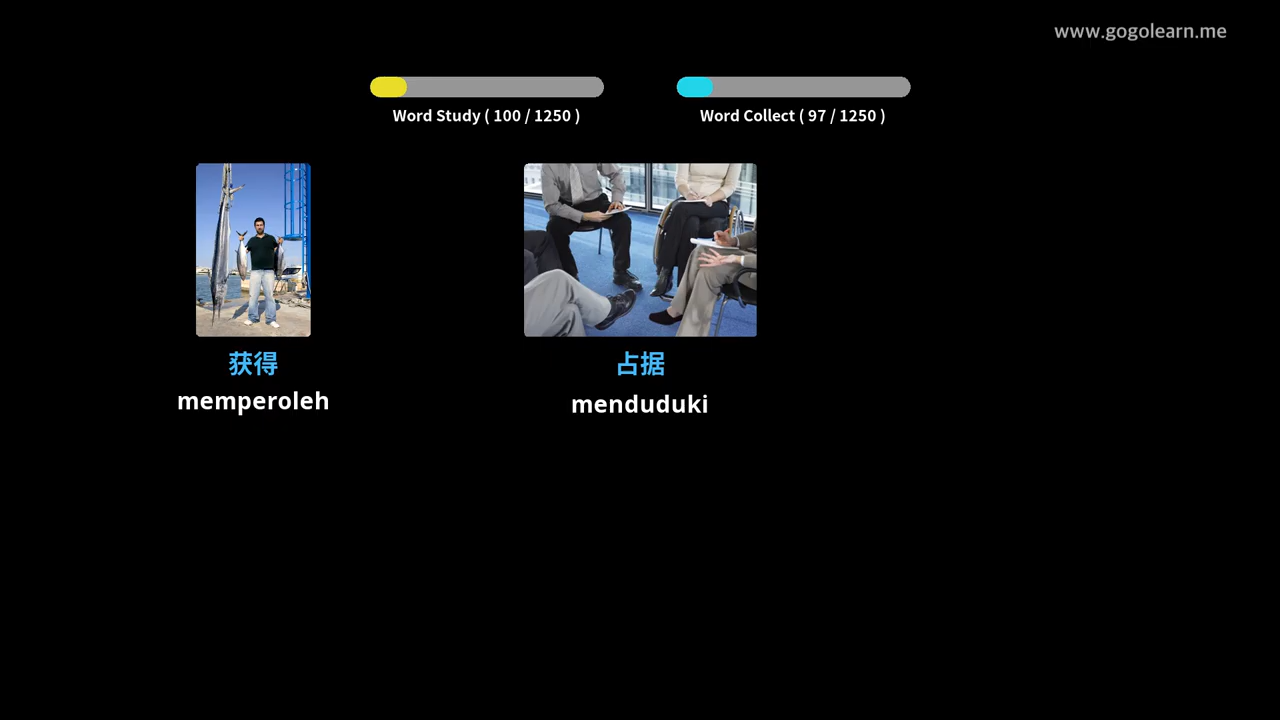 www.gogolearn.me
Word Study ( 100 / 1250 )
Word Collect ( 97 / 1250 )
获得
memperoleh
占据
menduduki